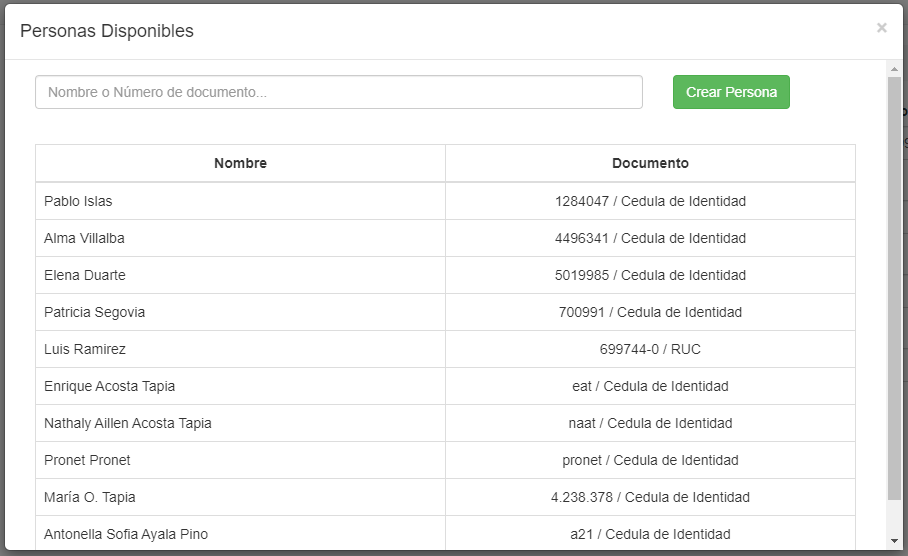 Personas Disponibles ×
Nombre o Número de documento... Crear Persona
Nombre Documento
Pablo Islas 1284047 / Cedula de Identidad
Alma Villalba 4496341 / Cedula de Identidad
Elena Duarte 5019985 / Cedula de Identidad
Patricia Segovia 700991 / Cedula de Identidad
Luis Ramirez 699744-0 / RUC
Enrique Acosta Tapia eat / Cedula de Identidad
Nathaly Aillen Acosta Tapia naat / Cedula de Identidad
Pronet Pronet pronet / Cedula de Identidad
María O. Tapia 4.238.378 / Cedula de Identidad
Antonella Sofia Ayala Pino a21 / Cedula de Identidad